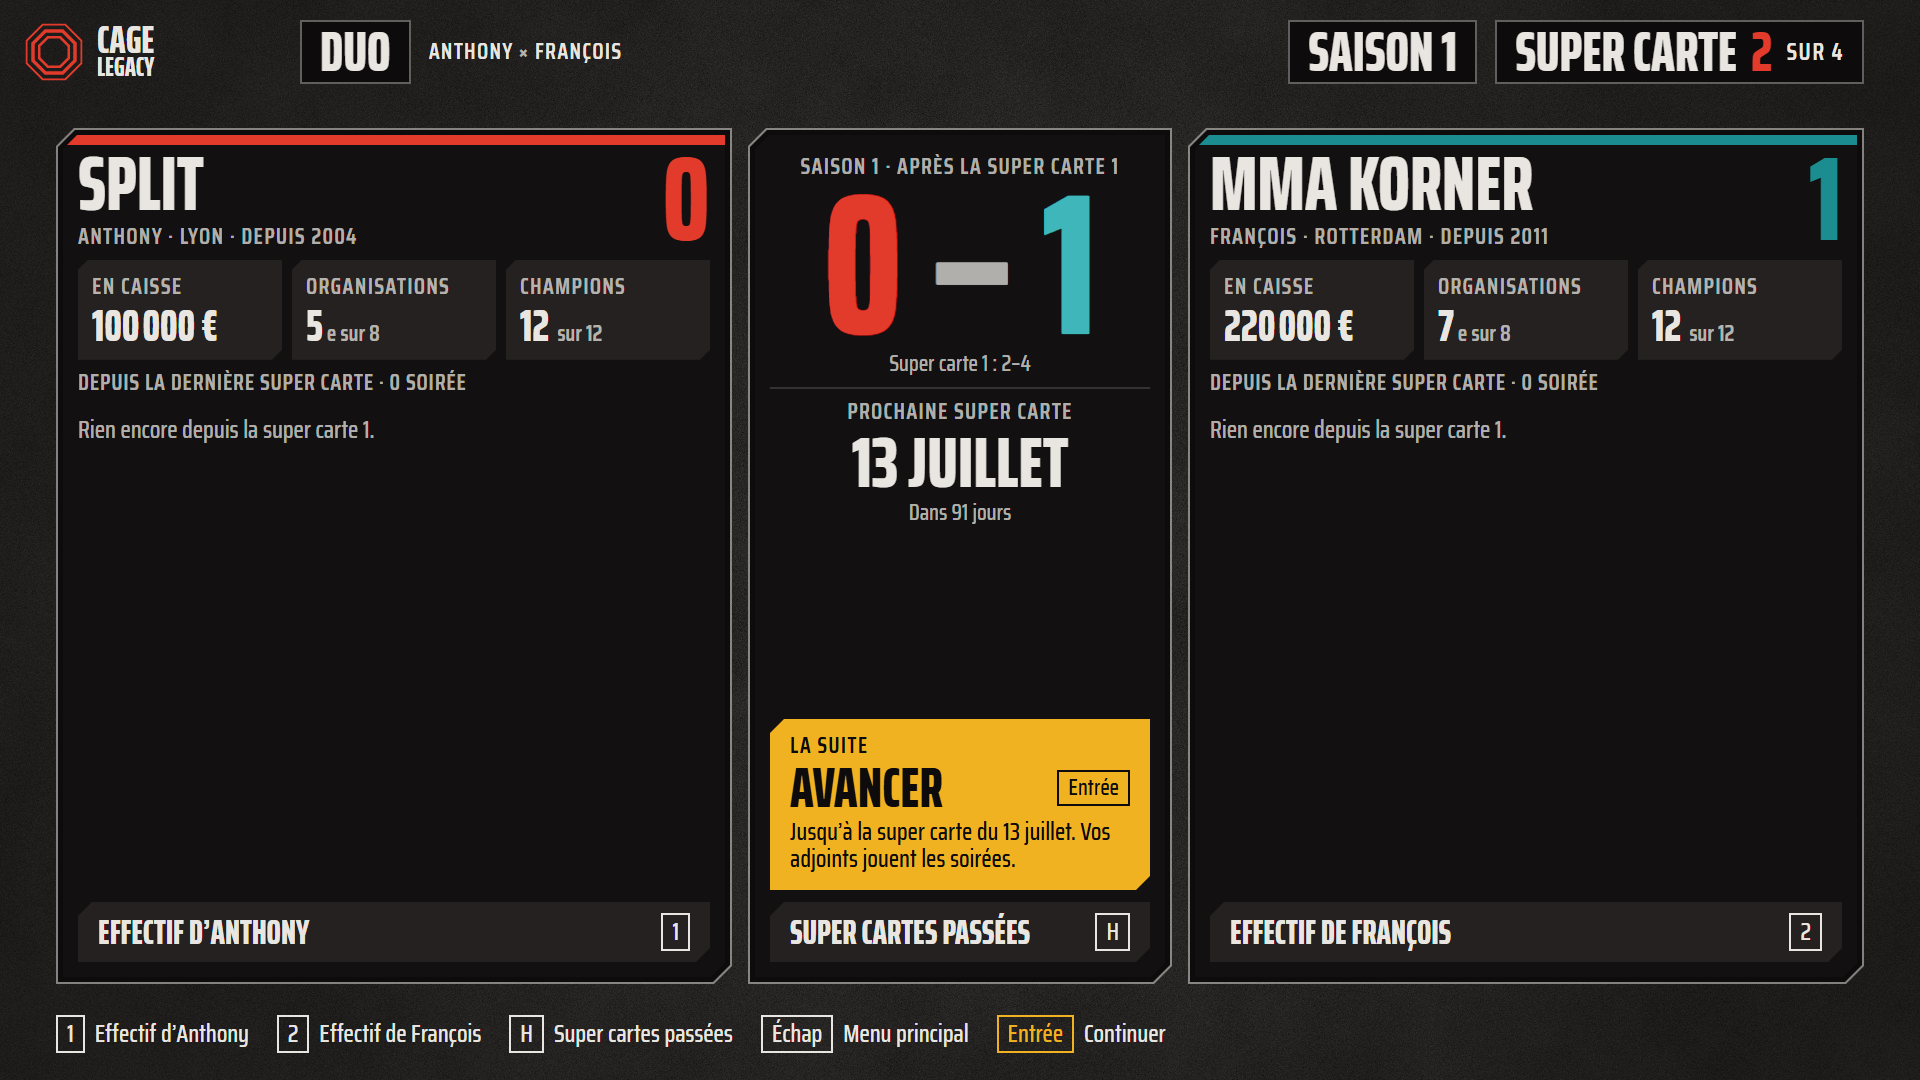 CAGE
LEGACY
DUO
ANTHONY × FRANÇOIS
SAISON 1
SUPER CARTE 2 SUR 4
SPLIT
0
ANTHONY · LYON · DEPUIS 2004
EN CAISSE
100 000 €
ORGANISATIONS
5 e sur 8
CHAMPIONS
12 sur 12
DEPUIS LA DERNIÈRE SUPER CARTE · 0 SOIRÉE
Rien encore depuis la super carte 1.
EFFECTIF D’ANTHONY
1
SAISON 1 · APRÈS LA SUPER CARTE 1
0 – 1
Super carte 1 : 2–4
PROCHAINE SUPER CARTE
13 JUILLET
Dans 91 jours
LA SUITE
AVANCER
Entrée
Jusqu’à la super carte du 13 juillet. Vos
adjoints jouent les soirées.
SUPER CARTES PASSÉES
H
MMA KORNER
1
FRANÇOIS · ROTTERDAM · DEPUIS 2011
EN CAISSE
220 000 €
ORGANISATIONS
7 e sur 8
CHAMPIONS
12 sur 12
DEPUIS LA DERNIÈRE SUPER CARTE · 0 SOIRÉE
Rien encore depuis la super carte 1.
EFFECTIF DE FRANÇOIS
2
1 Effectif d’Anthony 2 Effectif de François H Super cartes passées Échap Menu principal Entrée Continuer